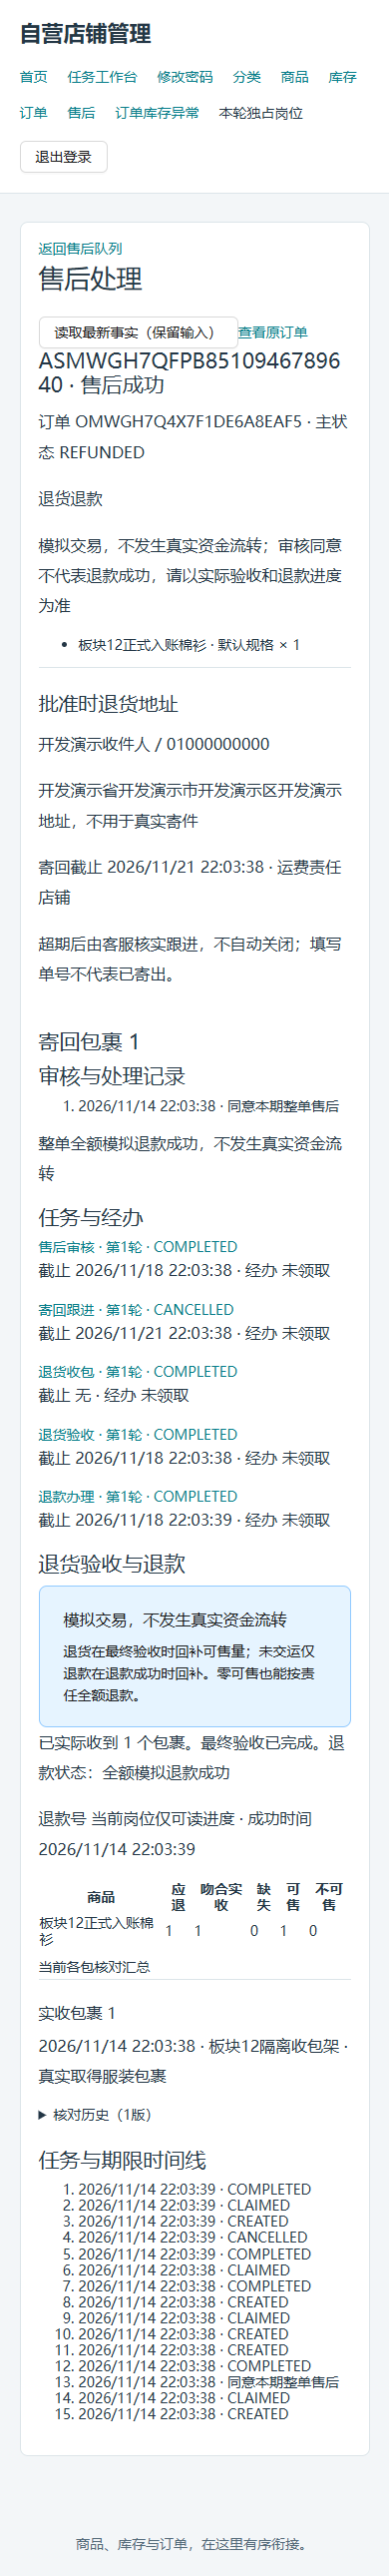 自营店铺管理
首页 任务工作台 修改密码 分类 商品 库存
订单 售后 订单库存异常 本轮独占岗位
退出登录
返回售后队列
售后处理
读取最新事实（保留输入） 查看原订单
ASMWGH7QFPB85109467896
40 · 售后成功
订单 OMWGH7Q4X7F1DE6A8EAF5 · 主状
态 REFUNDED
退货退款
模拟交易，不发生真实资金流转；审核同意
不代表退款成功，请以实际验收和退款进度
为准
• 板块12正式入账棉衫 · 默认规格 × 1
批准时退货地址
开发演示收件人 / 01000000000
开发演示省开发演示市开发演示区开发演示
地址，不用于真实寄件
寄回截止 2026/11/21 22:03:38 · 运费责任
店铺
超期后由客服核实跟进，不自动关闭；填写
单号不代表已寄出。
寄回包裹 1
审核与处理记录
1. 2026/11/14 22:03:38 · 同意本期整单售后
整单全额模拟退款成功，不发生真实资金流
转
任务与经办
售后审核 · 第1轮 · COMPLETED
截止 2026/11/18 22:03:38 · 经办 未领取
寄回跟进 · 第1轮 · CANCELLED
截止 2026/11/21 22:03:38 · 经办 未领取
退货收包 · 第1轮 · COMPLETED
截止 无 · 经办 未领取
退货验收 · 第1轮 · COMPLETED
截止 2026/11/18 22:03:38 · 经办 未领取
退款办理 · 第1轮 · COMPLETED
截止 2026/11/18 22:03:39 · 经办 未领取
退货验收与退款
模拟交易，不发生真实资金流转
退货在最终验收时回补可售量；未交运仅
退款在退款成功时回补。零可售也能按责
任全额退款。
已实际收到 1 个包裹。最终验收已完成。退
款状态：全额模拟退款成功
退款号 当前岗位仅可读进度 · 成功时间
2026/11/14 22:03:39
商品 应退 吻合实收 缺失 可售 不可售
板块12正式入账棉衫 1 1 0 1 0
当前各包核对汇总
实收包裹 1
2026/11/14 22:03:38 · 板块12隔离收包架 ·
真实取得服装包裹
▶ 核对历史（1版）
任务与期限时间线
1. 2026/11/14 22:03:39 · COMPLETED
2. 2026/11/14 22:03:39 · CLAIMED
3. 2026/11/14 22:03:39 · CREATED
4. 2026/11/14 22:03:39 · CANCELLED
5. 2026/11/14 22:03:39 · COMPLETED
6. 2026/11/14 22:03:38 · CLAIMED
7. 2026/11/14 22:03:38 · COMPLETED
8. 2026/11/14 22:03:38 · CREATED
9. 2026/11/14 22:03:38 · CLAIMED
10. 2026/11/14 22:03:38 · CREATED
11. 2026/11/14 22:03:38 · CREATED
12. 2026/11/14 22:03:38 · COMPLETED
13. 2026/11/14 22:03:38 · 同意本期整单售后
14. 2026/11/14 22:03:38 · CLAIMED
15. 2026/11/14 22:03:38 · CREATED
商品、库存与订单，在这里有序衔接。